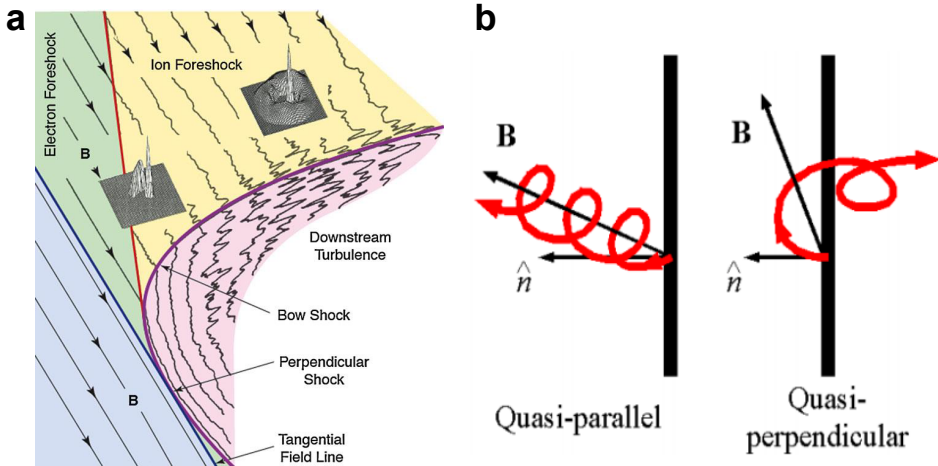 a
Electron Foreshock
Ion Foreshock
B
Downstream
Turbulence
Bow Shock
Perpendicular
Shock
B
Tangential
Field Line
b
B
n̂
Quasi-parallel
B
n̂
Quasi-
perpendicular